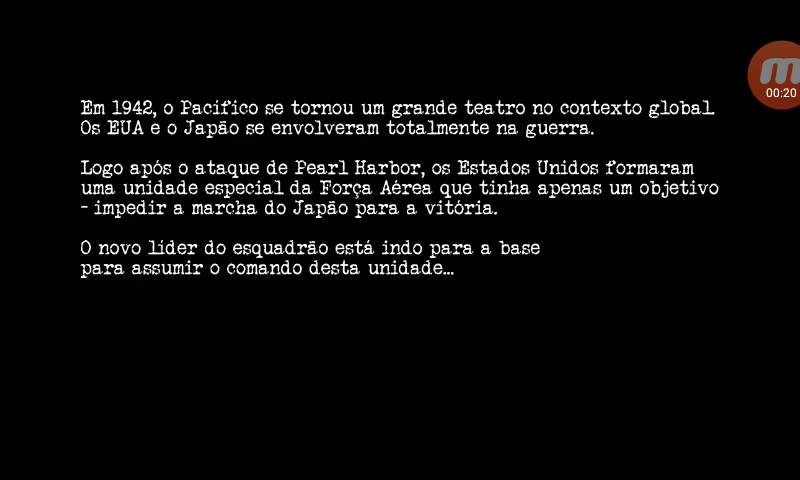 Em 1942, o Pacífico se tornou um grande teatro no contexto global.
Os EUA e o Japão se envolveram totalmente na guerra.
Logo após o ataque de Pearl Harbor, os Estados Unidos formaram
uma unidade especial da Força Aérea que tinha apenas um objetivo
- impedir a marcha do Japão para a vitória.
O novo líder do esquadrão está indo para a base
para assumir o comando desta unidade...
00:20